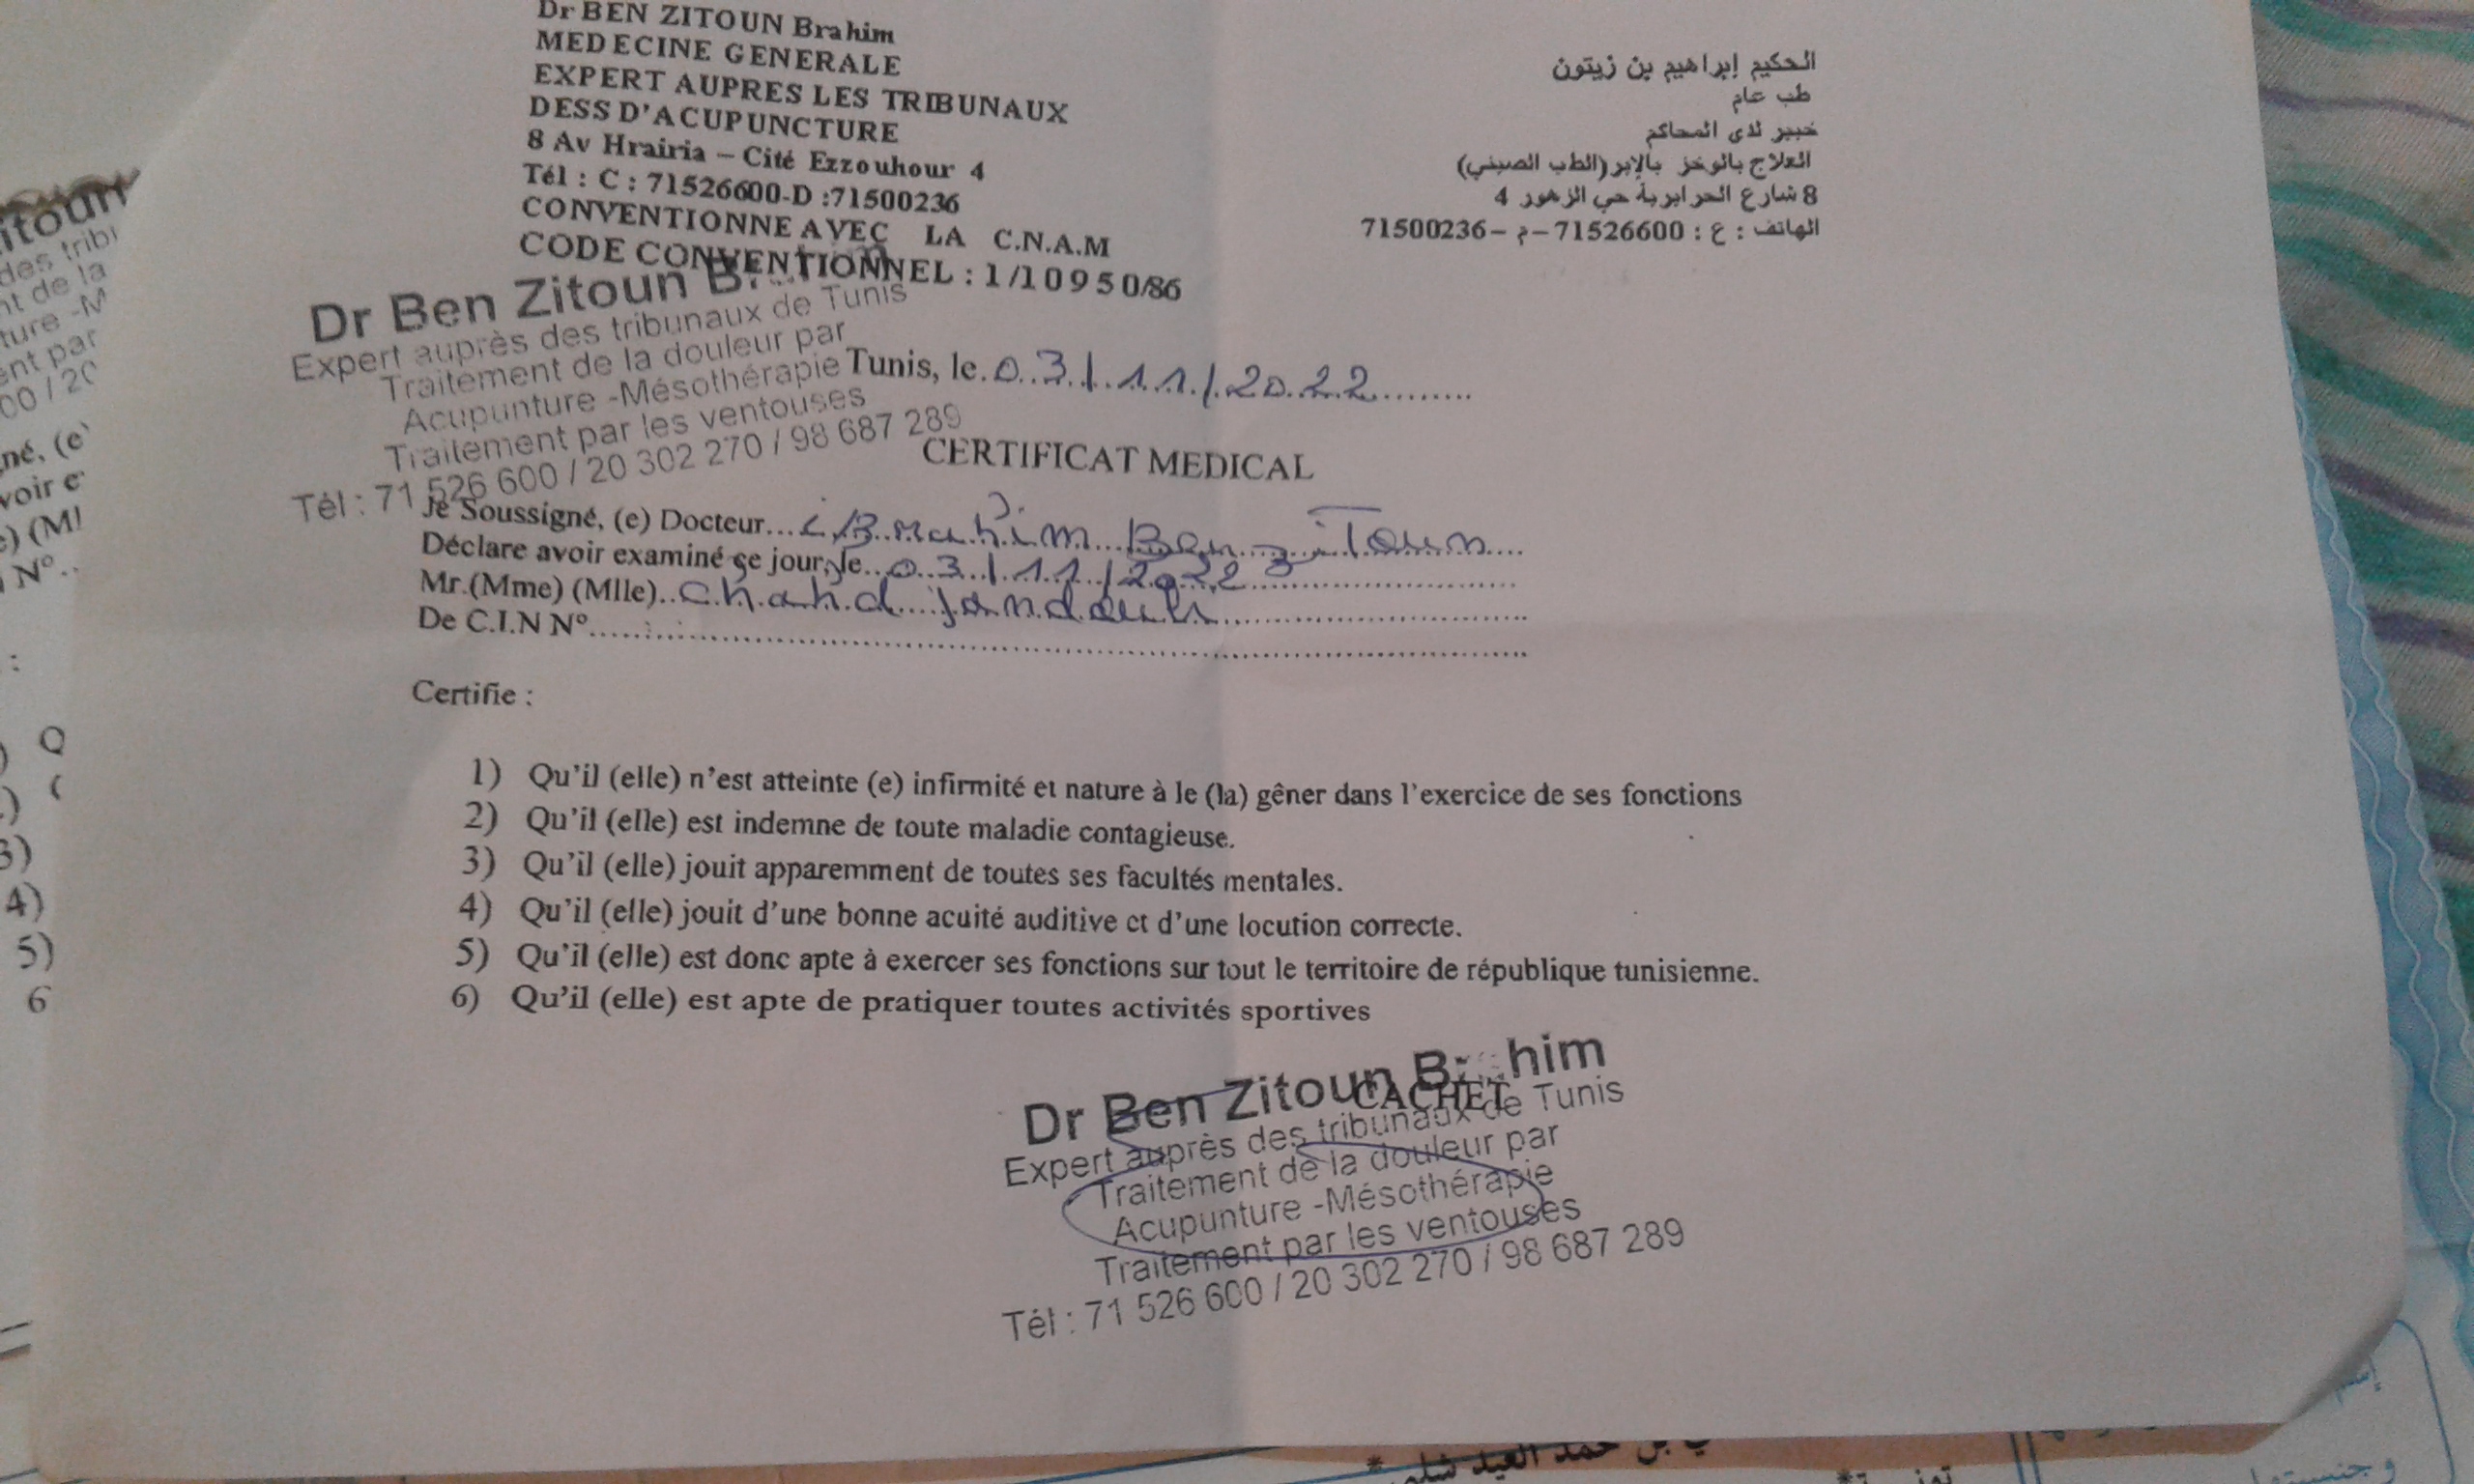 Dr BEN ZITOUN Brahim
MEDECINE GENERALE
EXPERT AUPRES LES TRIBUNAUX
DESS D'ACUPUNCTURE
8 Av Hrairia – Cité Ezzouhour 4
Tél : C : 71526600-D :71500236
CONVENTIONNE AVEC LA C.N.A.M
CODE CONVENTIONNEL : 1/10950/86
الحكيم إبراهيم بن زيتون
طب عام
خبير لدى المحاكم
العلاج بالوخز بالإبر(الطب الصيني)
8 شارع الحرايرية حي الزهور 4
الهاتف : ع : 71526600 –م –71500236
Dr Ben Zitoun
Expert auprès des tribunaux de Tunis
Traitement de la douleur par
Acupunture -Mésothérapie
Traitement par les ventouses
Tél : 71 526 600 / 20 302 270 / 98 687 289
Tunis, le. 03/11/2022
CERTIFICAT MEDICAL
Je Soussigné, (e) Docteur... iBrahim Ben ziToun
Déclare avoir examiné ce jour, le.. 03/11/2022
Mr.(Mme) (Mlle).. chahd jandoubi
De C.I.N N°
Certifie :
1) Qu'il (elle) n'est atteinte (e) infirmité et nature à le (la) gêner dans l'exercice de ses fonctions
2) Qu'il (elle) est indemne de toute maladie contagieuse.
3) Qu'il (elle) jouit apparemment de toutes ses facultés mentales.
4) Qu'il (elle) jouit d'une bonne acuité auditive et d'une locution correcte.
5) Qu'il (elle) est donc apte à exercer ses fonctions sur tout le territoire de république tunisienne.
6) Qu'il (elle) est apte de pratiquer toutes activités sportives
CACHET
Dr Ben Zitoun Brahim
Expert auprès des tribunaux de Tunis
Traitement de la douleur par
Acupunture -Mésothérapie
Traitement par les ventouses
Tél : 71 526 600 / 20 302 270 / 98 687 289